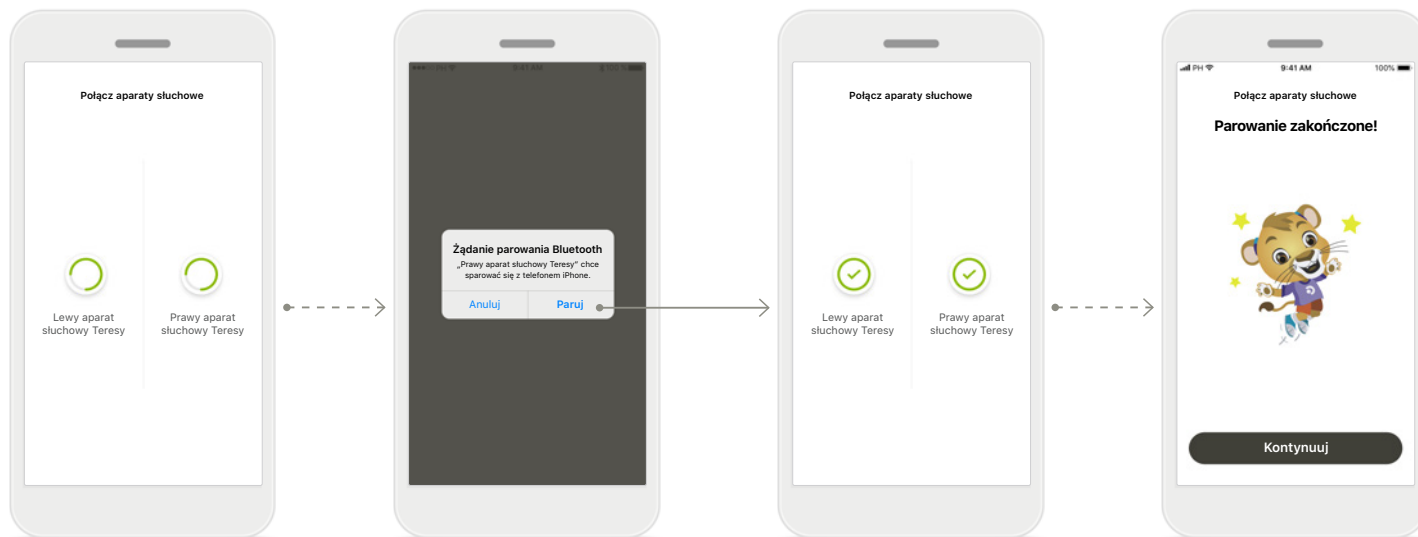 Połącz aparaty słuchowe
Lewy aparat
słuchowy Teresy
Prawy aparat
słuchowy Teresy
9:41 AM
100 %
Żądanie parowania Bluetooth
„Prawy aparat słuchowy Teresy” chce
sparować się z telefonem iPhone.
Anuluj
Paruj
Połącz aparaty słuchowe
Lewy aparat
słuchowy Teresy
Prawy aparat
słuchowy Teresy
PH
9:41 AM
100%
Połącz aparaty słuchowe
Parowanie zakończone!
Kontynuuj